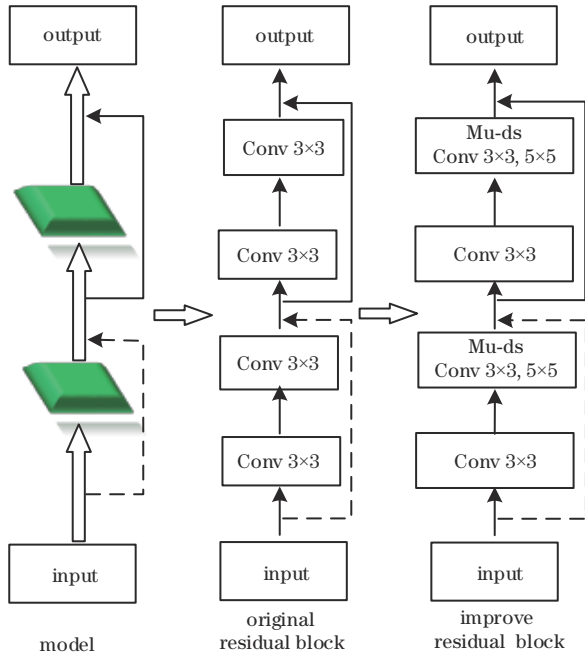 output
input
model
output
Conv 3×3
Conv 3×3
Conv 3×3
Conv 3×3
input
original
residual block
output
Mu-ds
Conv 3×3, 5×5
Conv 3×3
Mu-ds
Conv 3×3, 5×5
Conv 3×3
input
improve
residual block